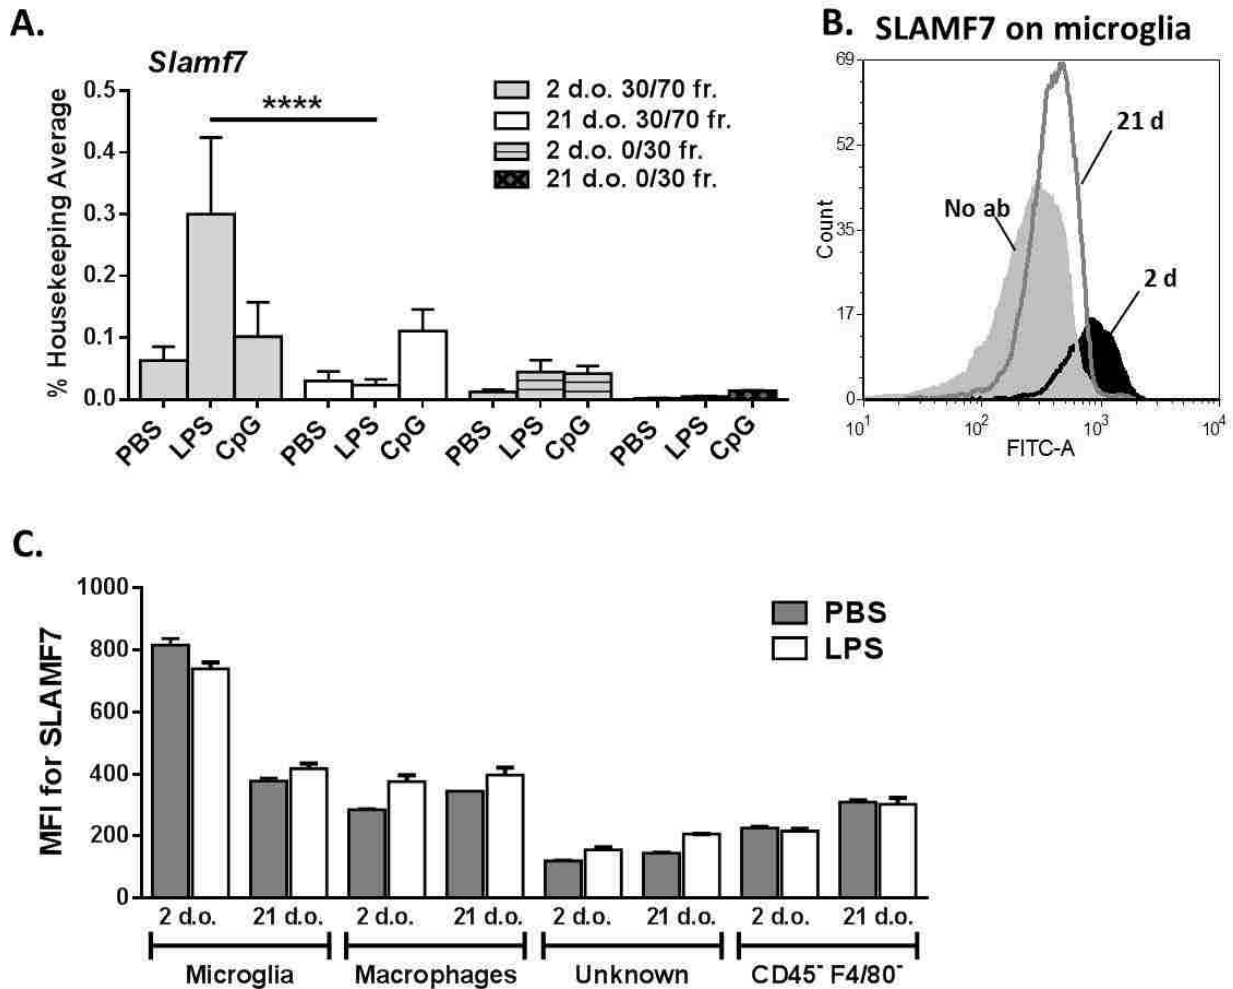 A.
Slamf7
% Housekeeping Average
0.5
0.4
0.3
0.2
0.1
0.0
****
2 d.o. 30/70 fr.
21 d.o. 30/70 fr.
2 d.o. 0/30 fr.
21 d.o. 0/30 fr.
PBS LPS CpG PBS LPS CpG PBS LPS CpG PBS LPS CpG
B. SLAMF7 on microglia
Count
69
52
35
17
0
21 d
No ab
2 d
10¹ 10² 10³ 10⁴
FITC-A
C.
MFI for SLAMF7
1000
800
600
400
200
0
PBS
LPS
2 d.o. 21 d.o. 2 d.o. 21 d.o. 2 d.o. 21 d.o. 2 d.o. 21 d.o.
Microglia Macrophages Unknown CD45⁻ F4/80⁻